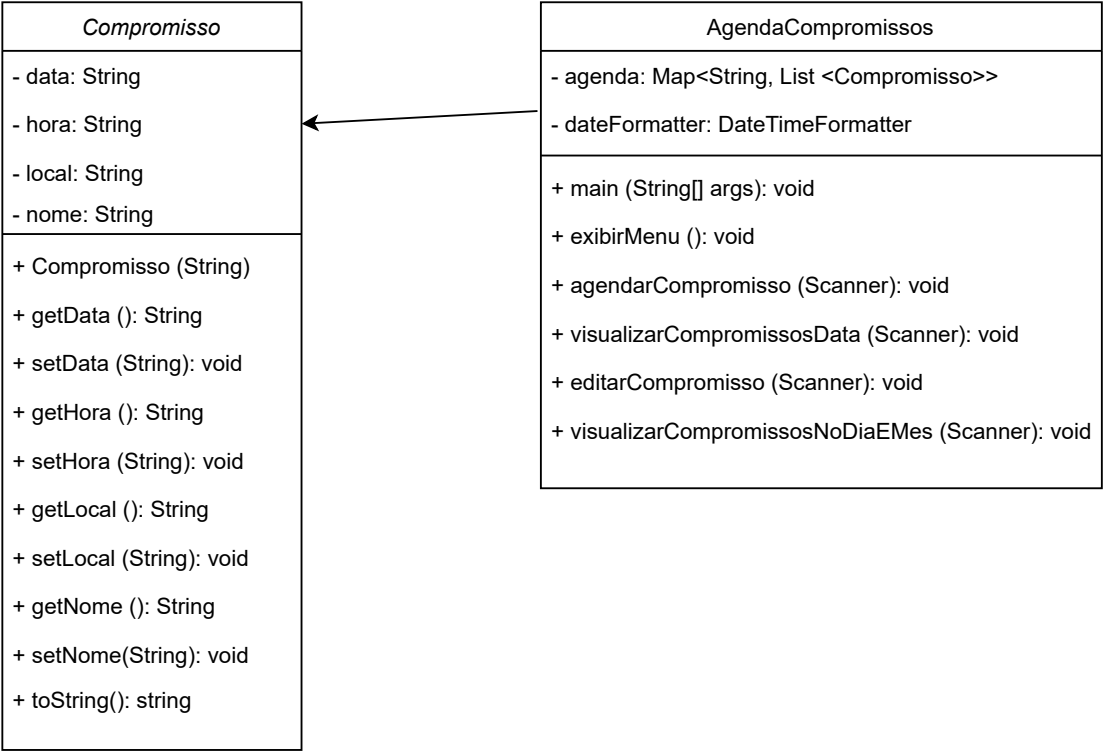 Compromisso
- data: String
- hora: String
- local: String
- nome: String
+ Compromisso (String)
+ getData (): String
+ setData (String): void
+ getHora (): String
+ setHora (String): void
+ getLocal (): String
+ setLocal (String): void
+ getNome (): String
+ setNome(String): void
+ toString(): string
AgendaCompromissos
- agenda: Map<String, List <Compromisso>>
- dateFormatter: DateTimeFormatter
+ main (String[] args): void
+ exibirMenu (): void
+ agendarCompromisso (Scanner): void
+ visualizarCompromissosData (Scanner): void
+ editarCompromisso (Scanner): void
+ visualizarCompromissosNoDiaEMes (Scanner): void